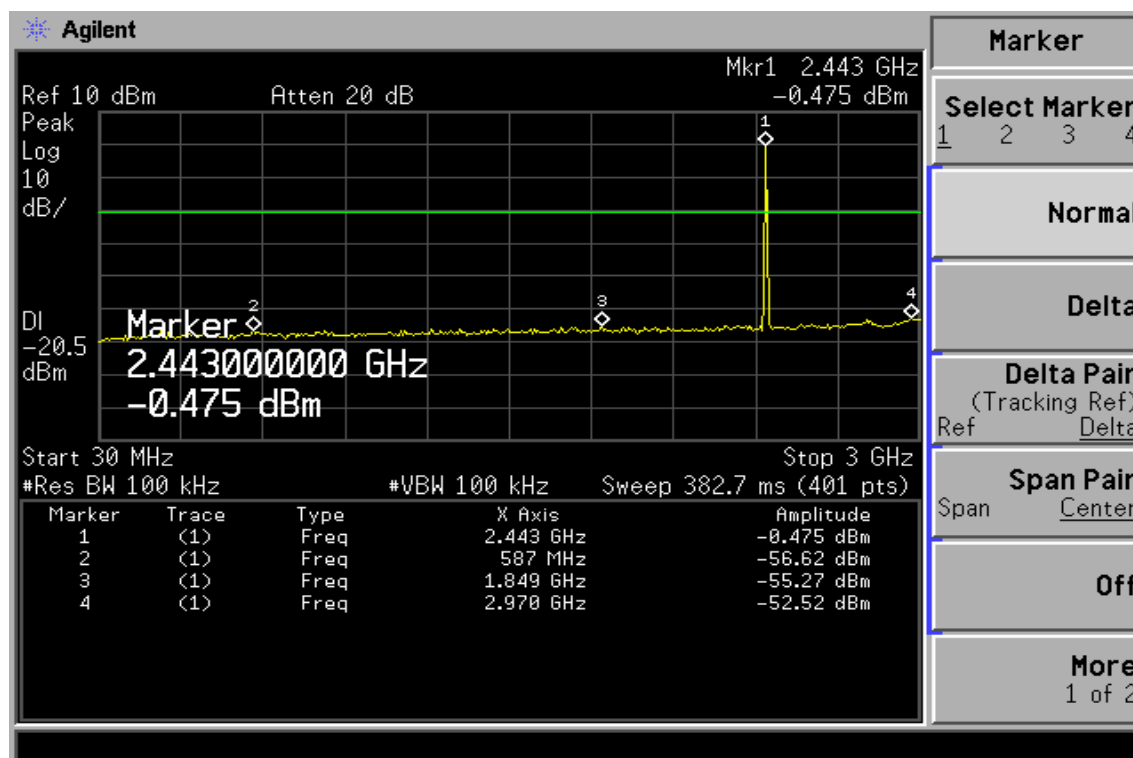 Agilent
Mkr1 2.443 GHz
Ref 10 dBm Atten 20 dB -0.475 dBm
Peak
Log
10
dB/
1
2
3
4
DI
-20.5
dBm
Marker
2.443000000 GHz
-0.475 dBm
Start 30 MHz Stop 3 GHz
#Res BW 100 kHz #VBW 100 kHz Sweep 382.7 ms (401 pts)
Marker Trace Type X Axis Amplitude
1 (1) Freq 2.443 GHz -0.475 dBm
2 (1) Freq 587 MHz -56.62 dBm
3 (1) Freq 1.849 GHz -55.27 dBm
4 (1) Freq 2.970 GHz -52.52 dBm
Marker
Select Marker
1 2 3 4
Normal
Delta
Delta Pair
(Tracking Ref)
Ref Delta
Span Pair
Span Center
Off
More
1 of 2